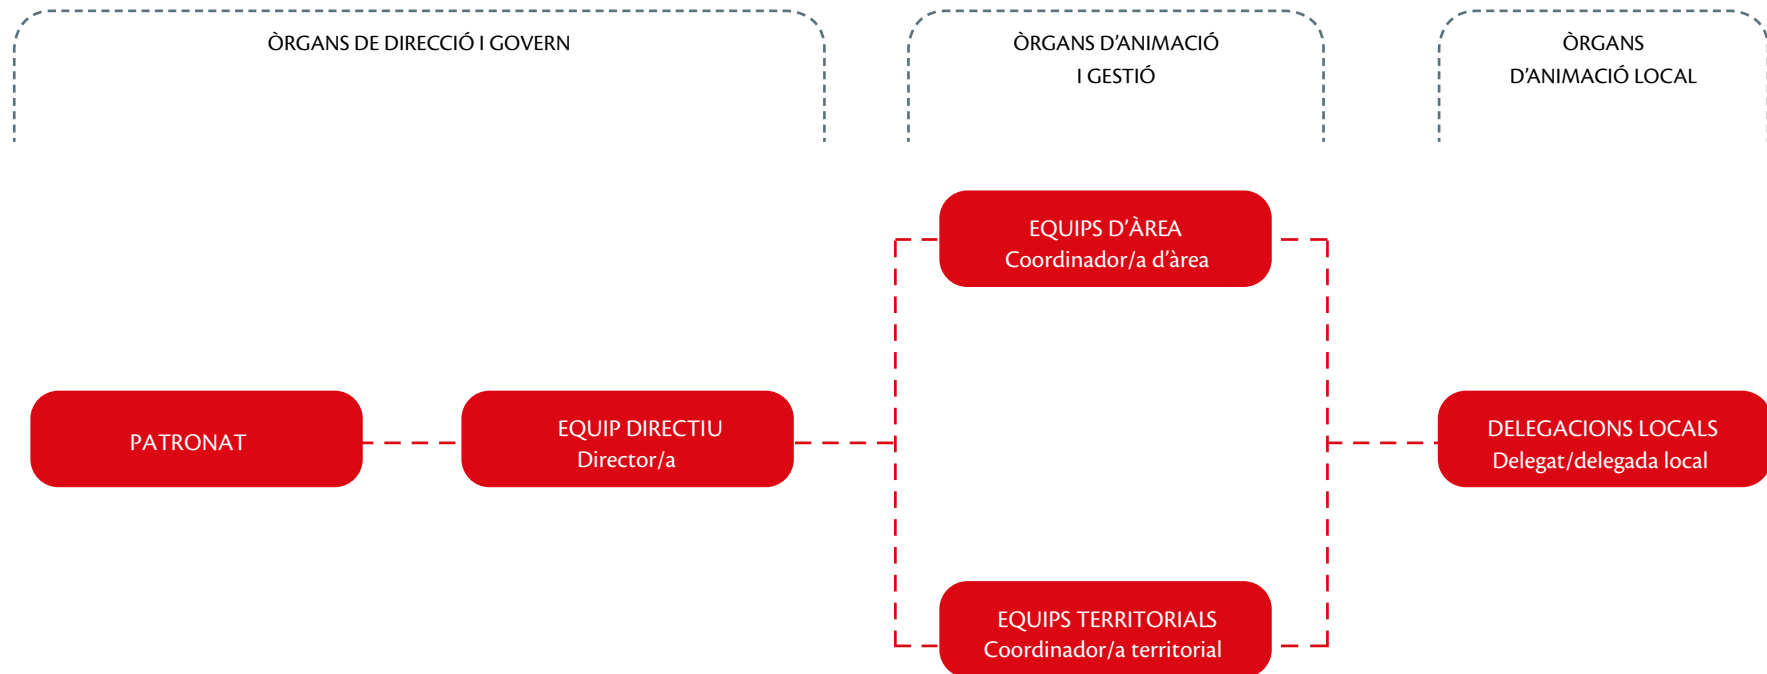 ÒRGANS DE DIRECCIÓ I GOVERN
ÒRGANS D’ANIMACIÓ
I GESTIÓ
ÒRGANS
D’ANIMACIÓ LOCAL
EQUIPS D’ÀREA
Coordinador/a d’àrea
PATRONAT
EQUIP DIRECTIU
Director/a
DELEGACIONS LOCALS
Delegat/delegada local
EQUIPS TERRITORIALS
Coordinador/a territorial